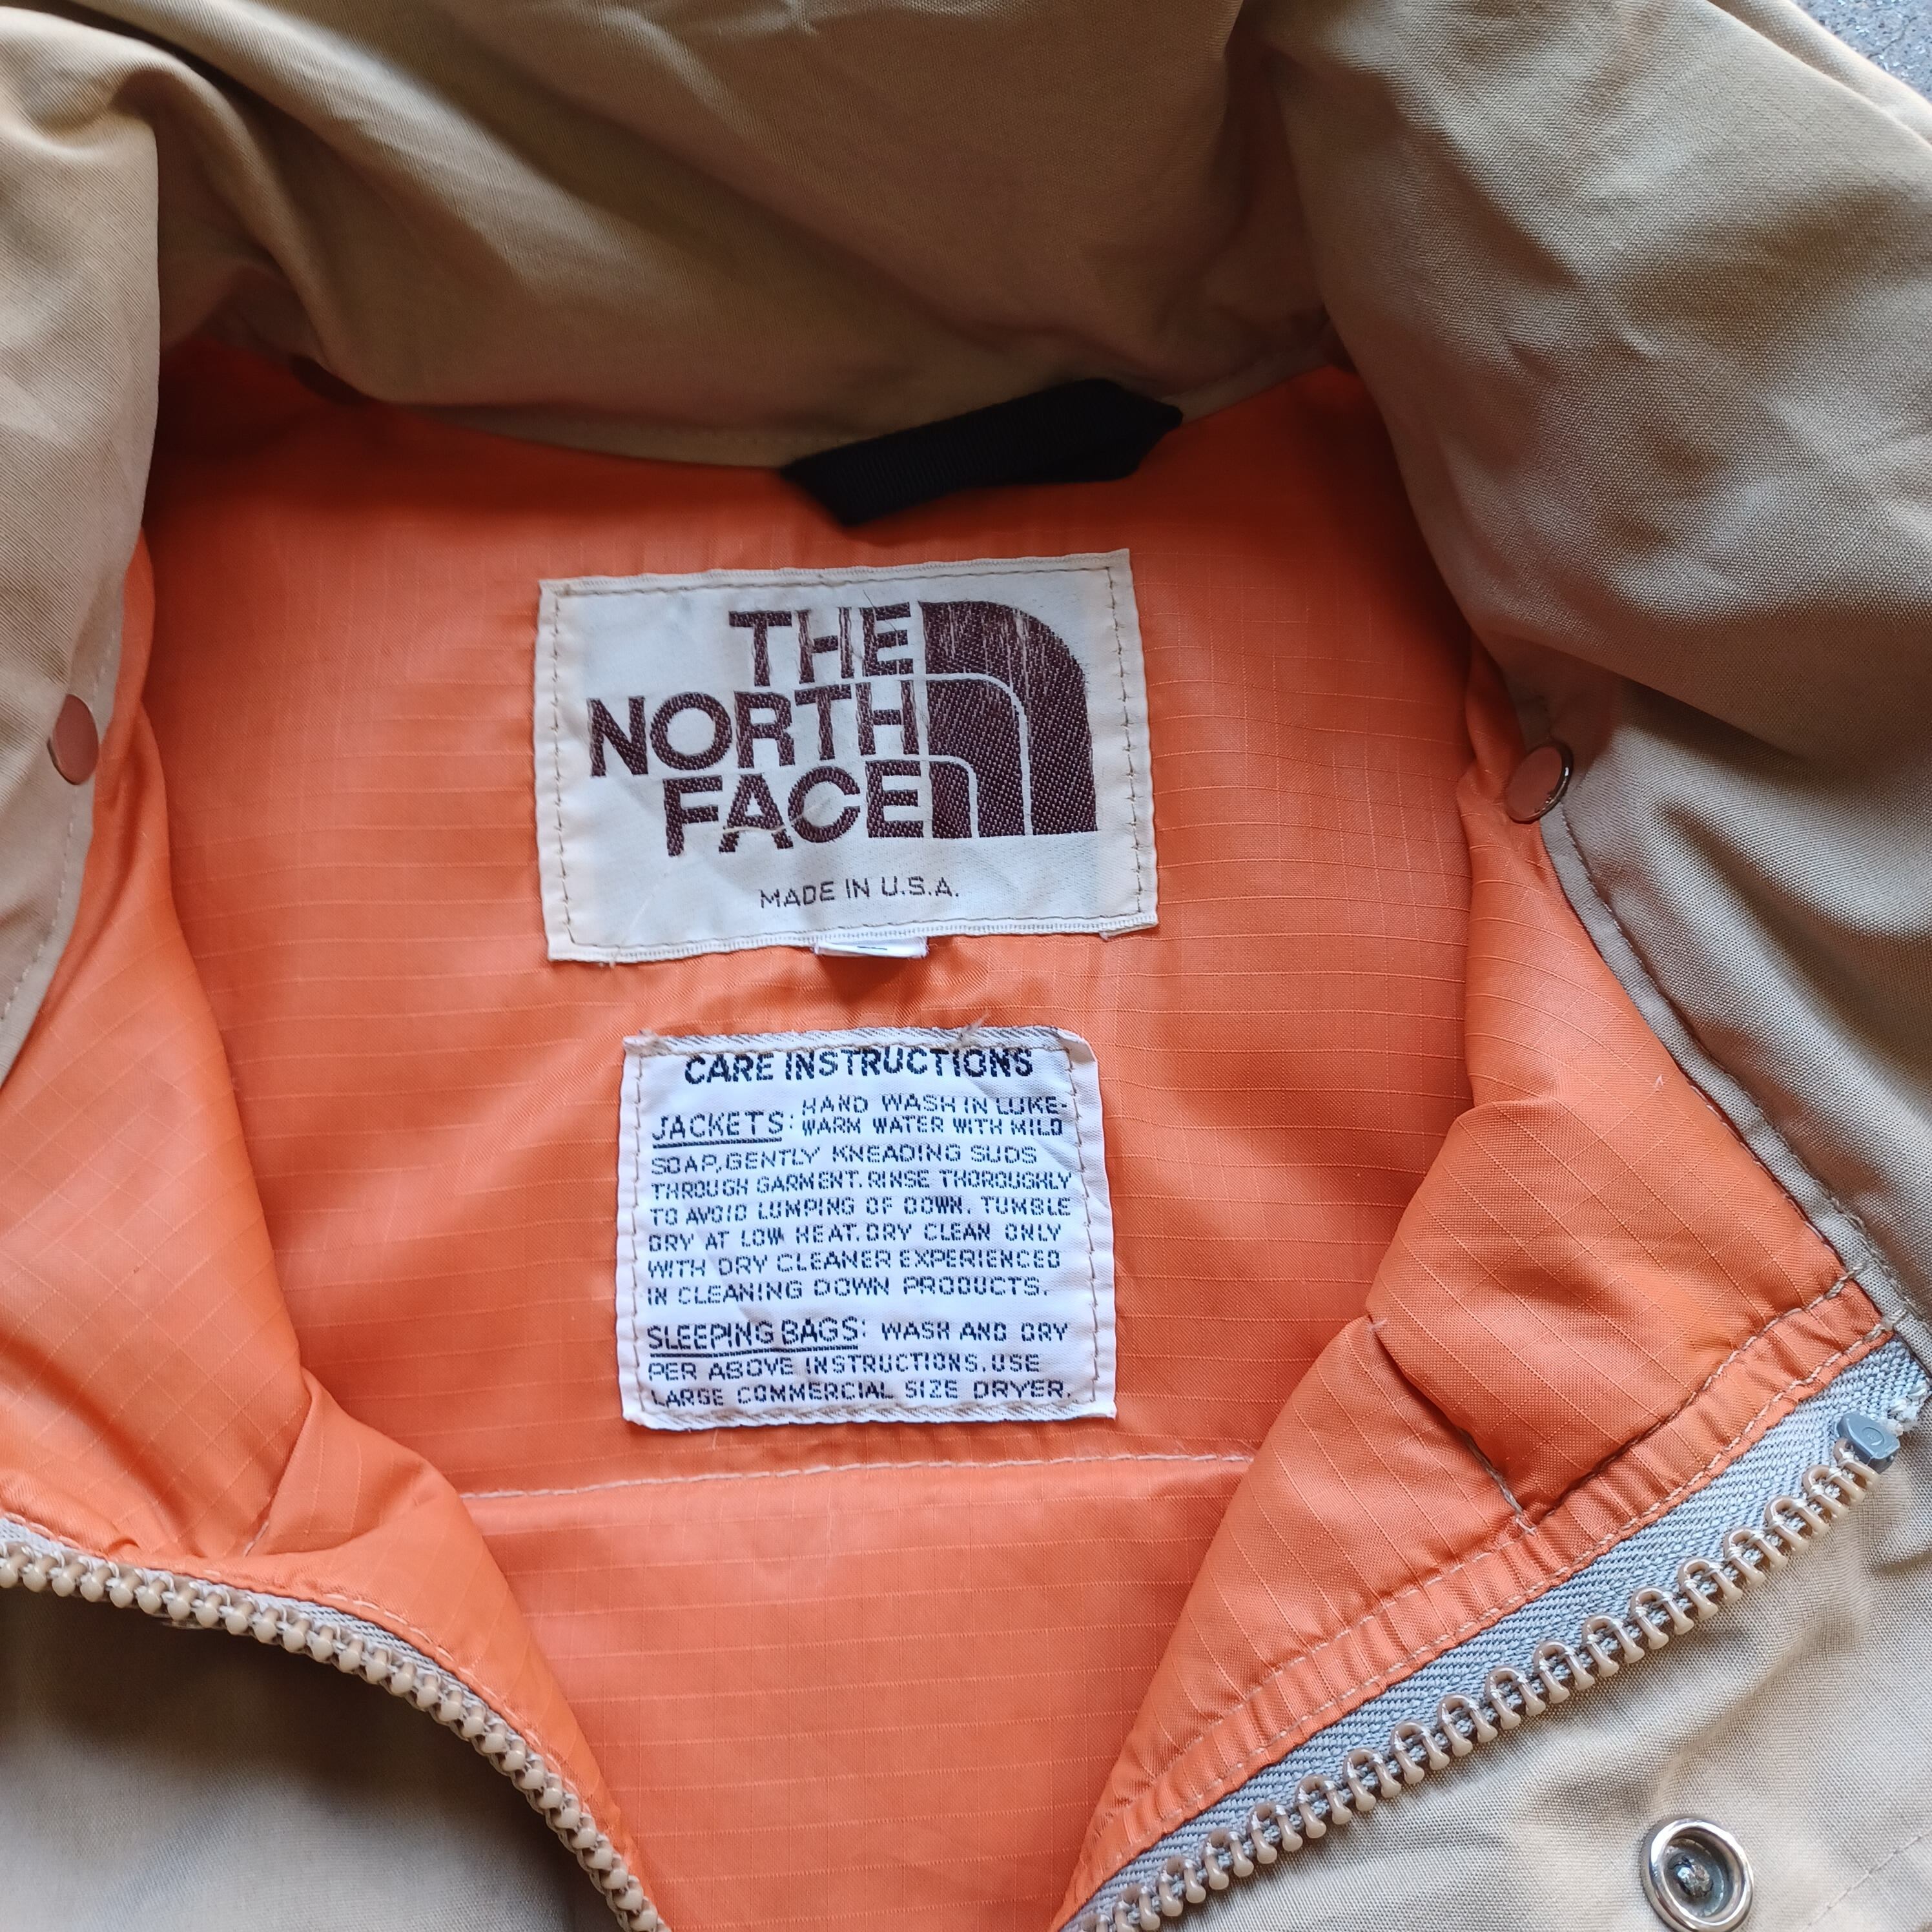 THE
NORTH
FACE
MADE IN U.S.A.
CARE INSTRUCTIONS
JACKETS: HAND WASH IN LUKE-
WARM WATER WITH MILD
SOAP, GENTLY KNEADING SUDS
THROUGH GARMENT. RINSE THOROUGHLY
TO AVOID LUMPING OF DOWN. TUMBLE
DRY AT LOW HEAT. DRY CLEAN ONLY
WITH DRY CLEANER EXPERIENCED
IN CLEANING DOWN PRODUCTS.
SLEEPING BAGS: WASH AND DRY
PER ABOVE INSTRUCTIONS. USE
LARGE COMMERCIAL SIZE DRYER.